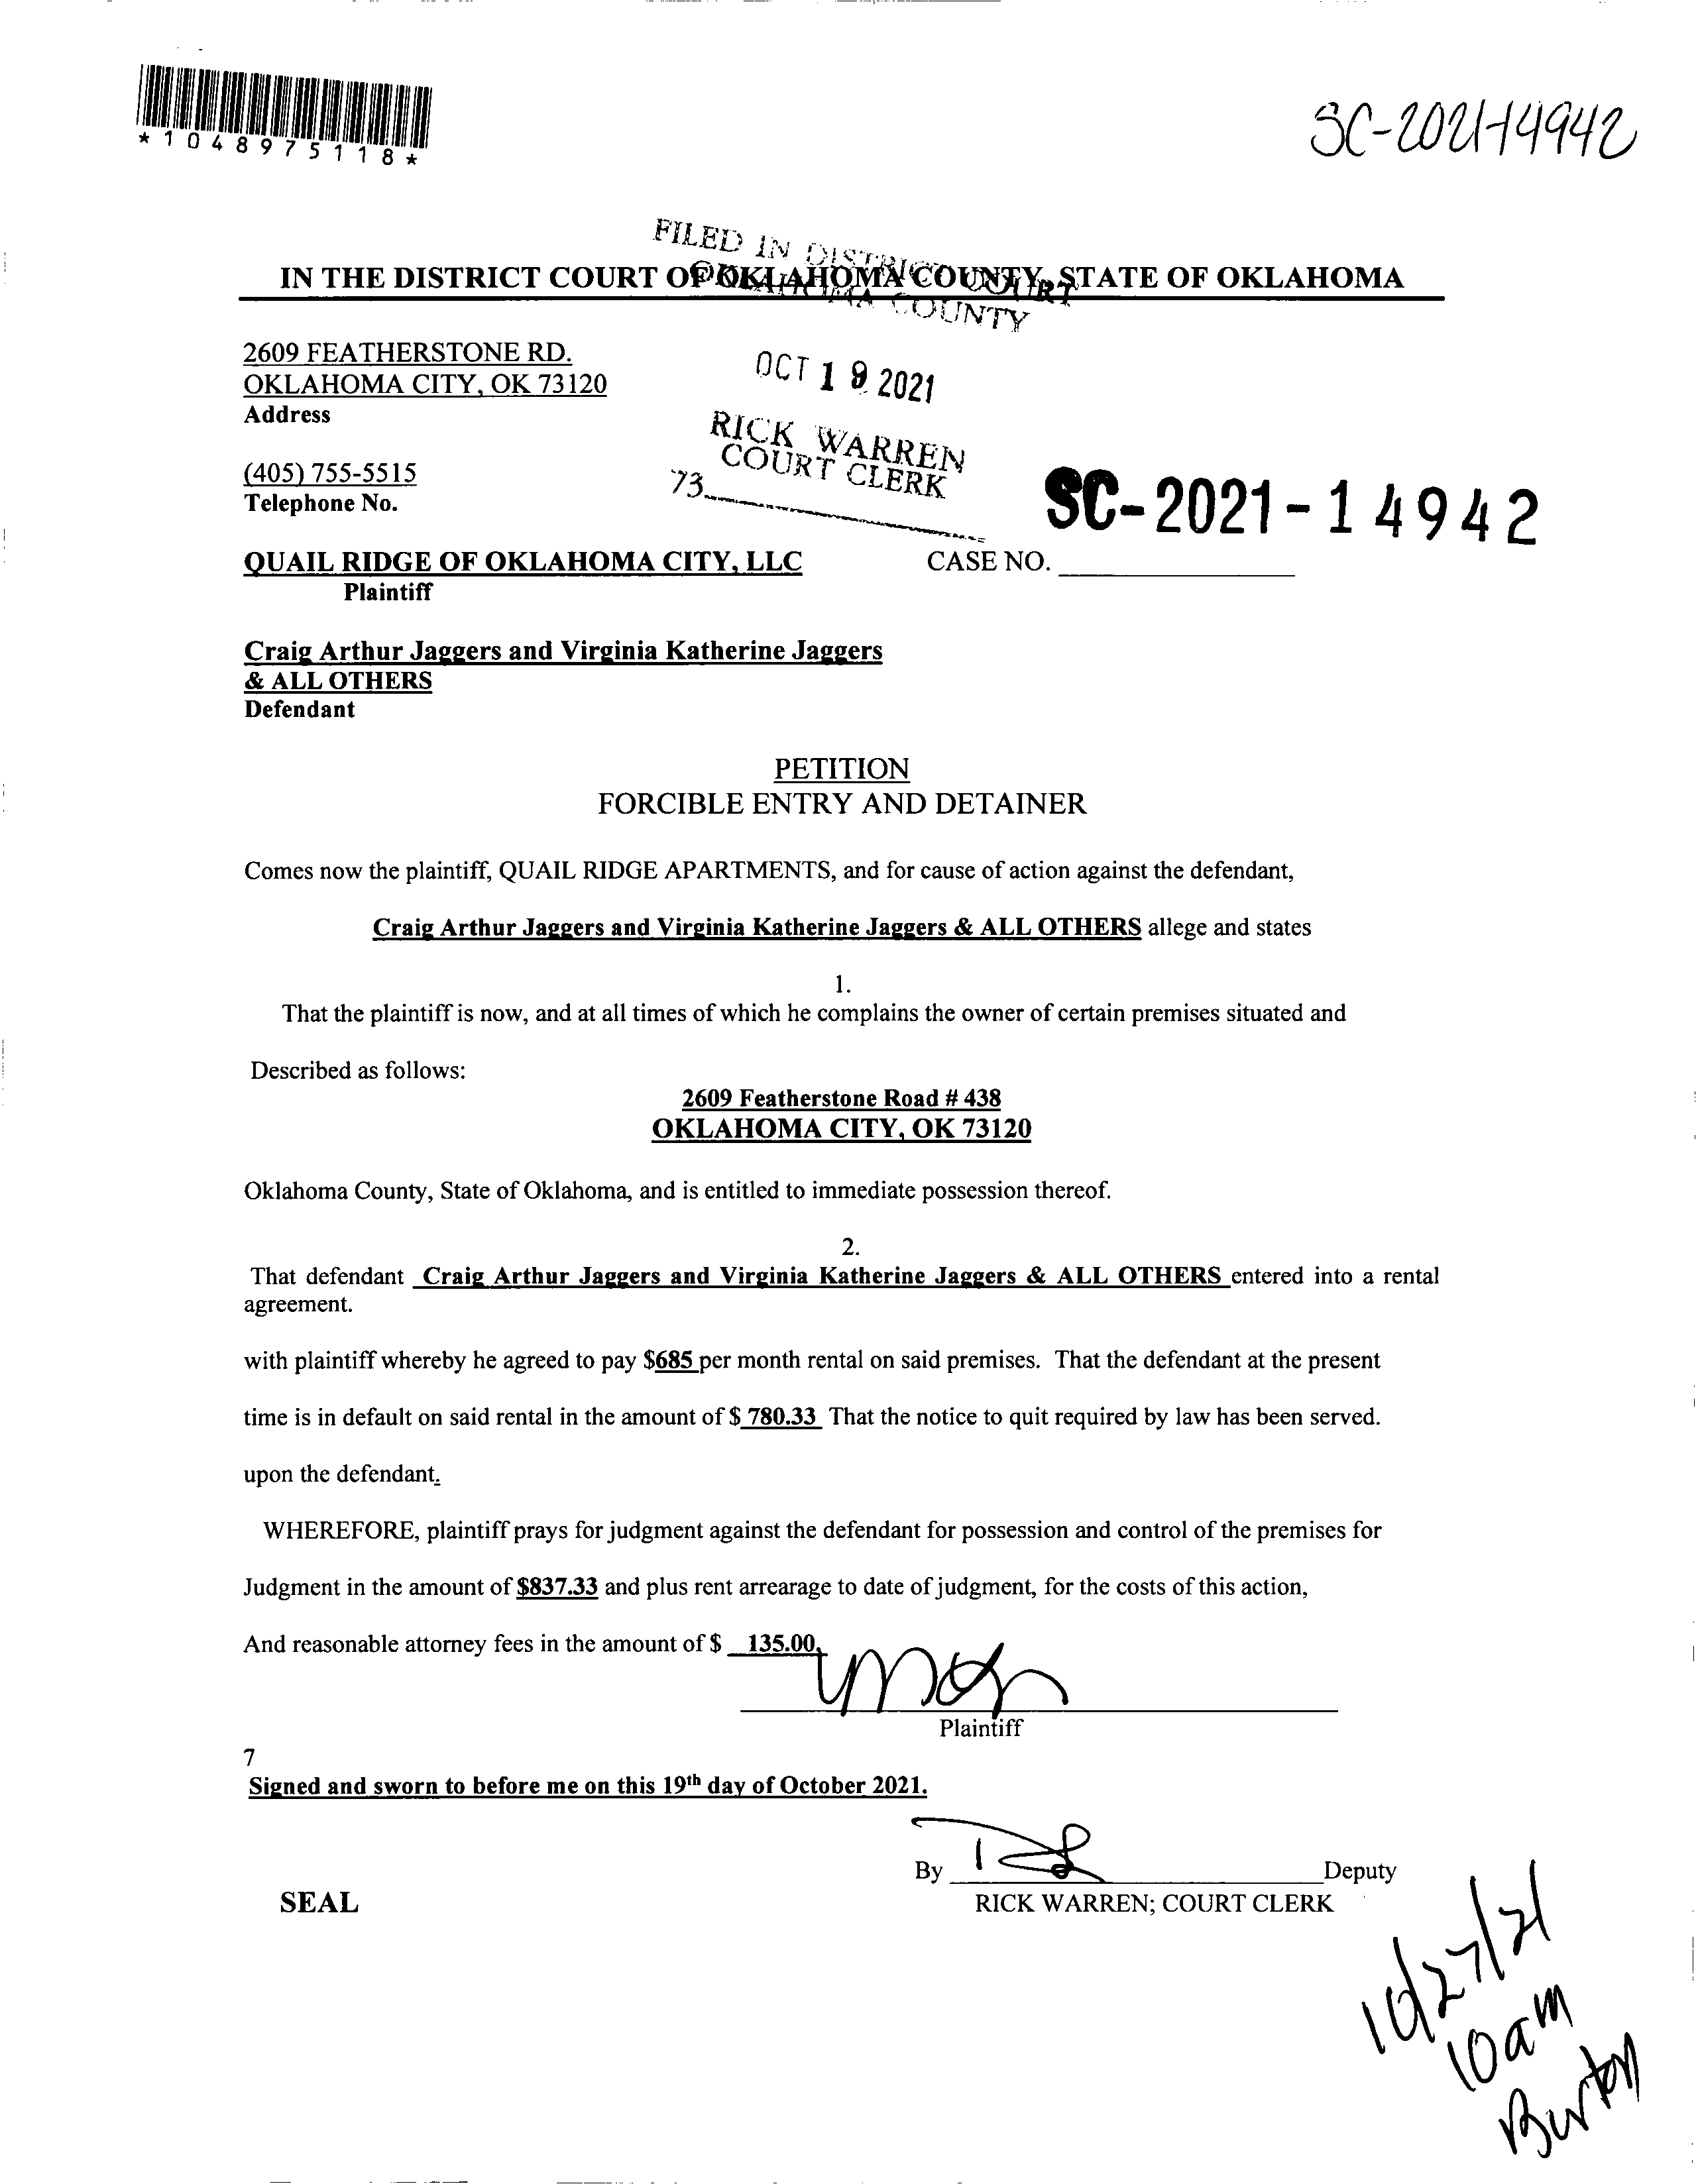 *1048975118*
SC-2021-14942
FILED IN DISTRICT COURT
OKLAHOMA COUNTY
IN THE DISTRICT COURT OF OKLAHOMA COUNTY, STATE OF OKLAHOMA
2609 FEATHERSTONE RD.
OKLAHOMA CITY, OK 73120
Address
OCT 19 2021
RICK WARREN
COURT CLERK
73
(405) 755-5515
Telephone No.
SC-2021-14942
QUAIL RIDGE OF OKLAHOMA CITY, LLC CASE NO.
Plaintiff
Craig Arthur Jaggers and Virginia Katherine Jaggers
& ALL OTHERS
Defendant
PETITION
FORCIBLE ENTRY AND DETAINER
Comes now the plaintiff, QUAIL RIDGE APARTMENTS, and for cause of action against the defendant,
Craig Arthur Jaggers and Virginia Katherine Jaggers & ALL OTHERS allege and states
1.
That the plaintiff is now, and at all times of which he complains the owner of certain premises situated and
Described as follows:
2609 Featherstone Road # 438
OKLAHOMA CITY, OK 73120
Oklahoma County, State of Oklahoma, and is entitled to immediate possession thereof.
2.
That defendant Craig Arthur Jaggers and Virginia Katherine Jaggers & ALL OTHERS entered into a rental
agreement.
with plaintiff whereby he agreed to pay $685 per month rental on said premises. That the defendant at the present
time is in default on said rental in the amount of $ 780.33 That the notice to quit required by law has been served.
upon the defendant.
WHEREFORE, plaintiff prays for judgment against the defendant for possession and control of the premises for
Judgment in the amount of $837.33 and plus rent arrearage to date of judgment, for the costs of this action,
And reasonable attorney fees in the amount of $ 135.00.
Plaintiff
7
Signed and sworn to before me on this 19th day of October 2021.
By Deputy
SEAL
RICK WARREN; COURT CLERK
10/27/21
10am
Burton